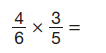 4/6 × 3/5 =